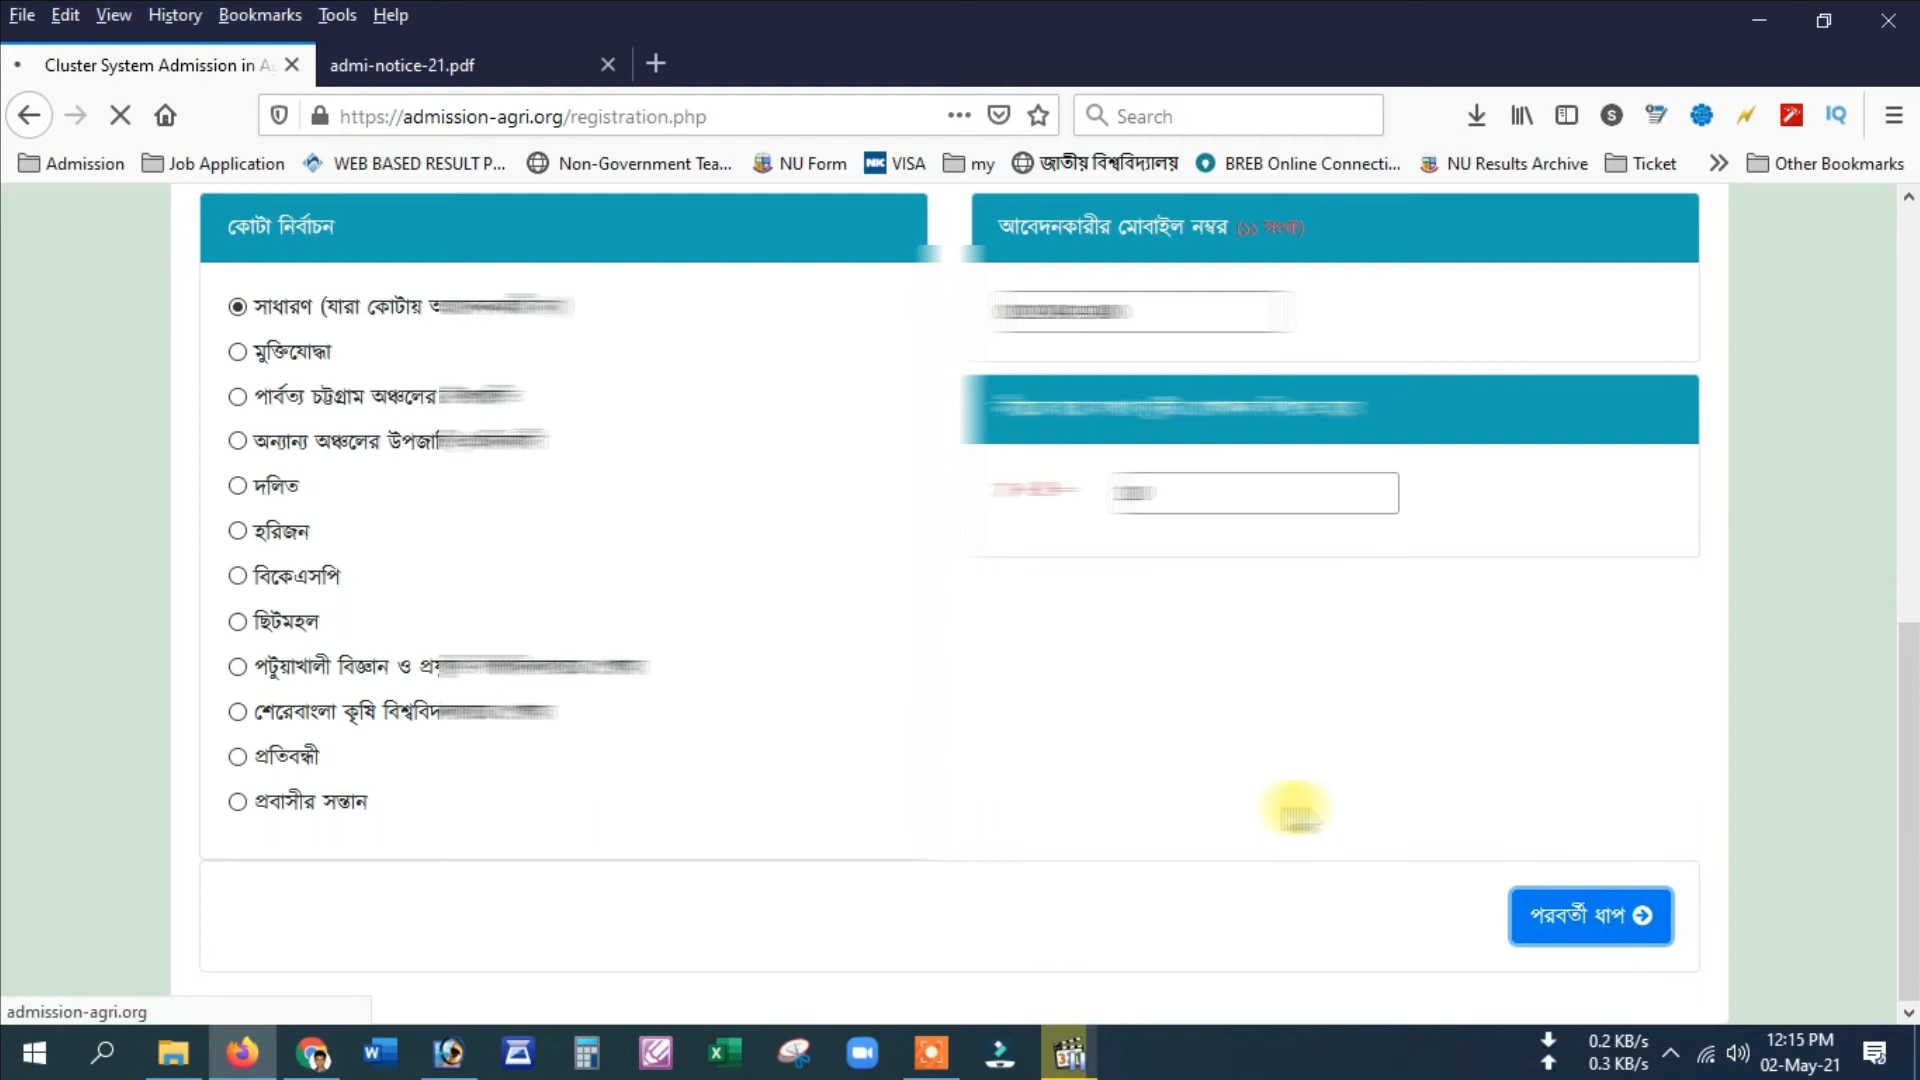 File Edit View History Bookmarks Tools Help
Cluster System Admission in A
admi-notice-21.pdf
https://admission-agri.org/registration.php
Search
IQ
Admission
Job Application
WEB BASED RESULT P...
Non-Government Tea...
NU Form
NK VISA
my
জাতীয় বিশ্ববিদ্যালয়
BREB Online Connecti...
NU Results Archive
Ticket
Other Bookmarks
কোটা নির্বাচন
আবেদনকারীর মোবাইল নম্বর (১১ সংখ্যা)
সাধারণ (যারা কোটায়
মুক্তিযোদ্ধা
পার্বত্য চট্টগ্রাম অঞ্চলের
অন্যান্য অঞ্চলের
দলিত
হরিজন
বিকেএসপি
ছিটমহল
পটুয়াখালী বিজ্ঞান ও
শেরেবাংলা কৃষি
প্রতিবন্ধী
প্রবাসীর সন্তান
পরবর্তী ধাপ
admission-agri.org
0.2 KB/s
0.3 KB/s
12:15 PM
02-May-21